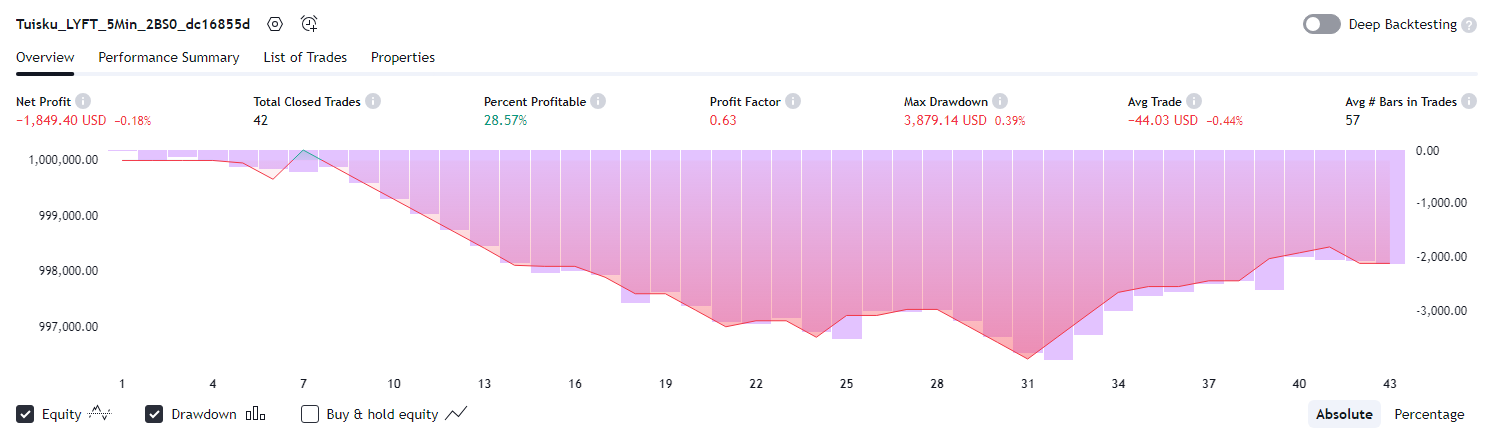 Tuisku_LYFT_5Min_2BS0_dc16855d Deep Backtesting ?
Overview Performance Summary List of Trades Properties
Net Profit Total Closed Trades Percent Profitable Profit Factor Max Drawdown Avg Trade Avg # Bars in Trades
−1,849.40 USD −0.18% 42 28.57% 0.63 3,879.14 USD 0.39% −44.03 USD −0.44% 57
1,000,000.00 0.00
999,000.00 -1,000.00
998,000.00 -2,000.00
997,000.00 -3,000.00
1 4 7 10 13 16 19 22 25 28 31 34 37 40 43
Equity Drawdown Buy & hold equity Absolute Percentage